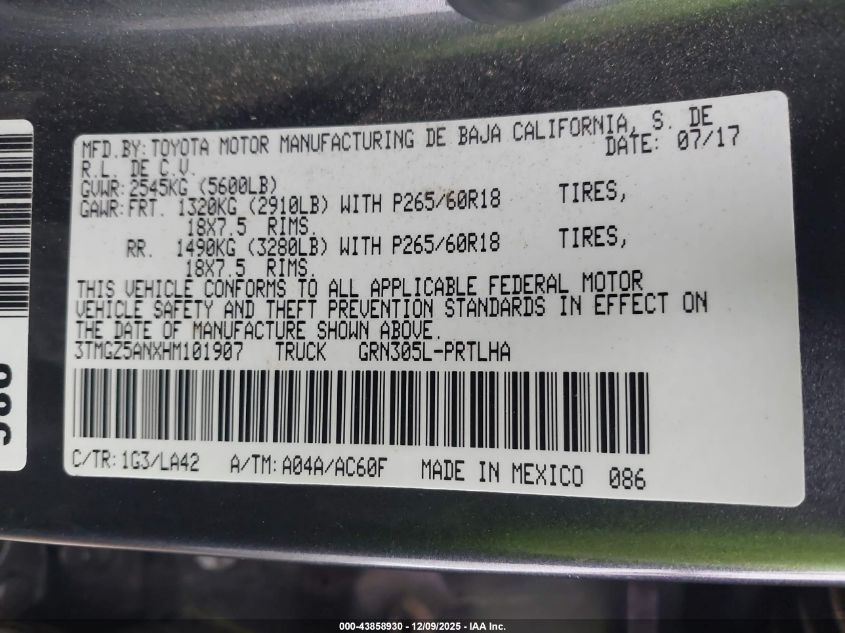 MFD.BY: TOYOTA MOTOR MANUFACTURING DE BAJA CALIFORNIA, S. DE
R.L. DE C.V. DATE: 07/17
GVWR: 2545KG (5600LB)
GAWR: FRT. 1320KG (2910LB) WITH P265/60R18 TIRES,
18X7.5 RIMS.
RR. 1490KG (3280LB) WITH P265/60R18 TIRES,
18X7.5 RIMS.
THIS VEHICLE CONFORMS TO ALL APPLICABLE FEDERAL MOTOR
VEHICLE SAFETY AND THEFT PREVENTION STANDARDS IN EFFECT ON
THE DATE OF MANUFACTURE SHOWN ABOVE.
3TMGZ5ANXHM101907 TRUCK GRN305L-PRTLHA
C/TR: 1G3/LA42 A/TM: A04A/AC60F MADE IN MEXICO 086
000-43858930 - 12/09/2025 - IAA Inc.